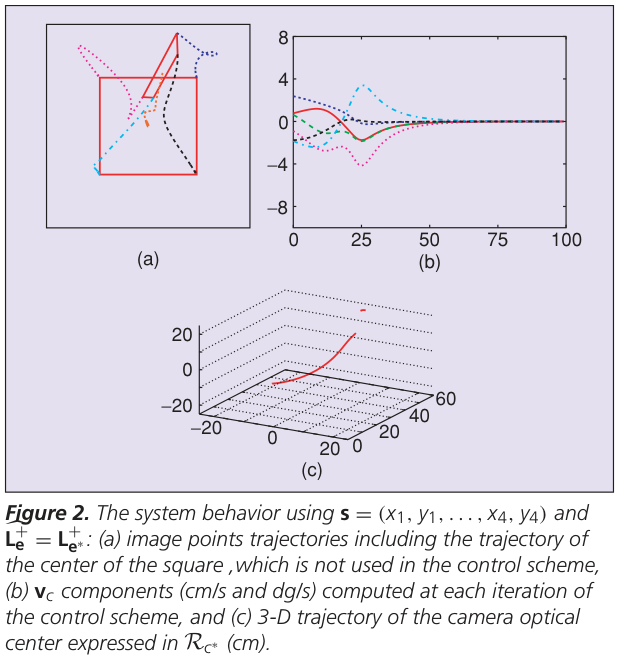 8
4
0
−4
−8
0
25
50
75
100
(a)
(b)
20
0
−20
−20
0
20
0
20
40
60
(c)
Figure 2. The system behavior using s = (x₁, y₁, . . . , x₄, y₄) and
L̂ₑ⁺ = Lₑ*⁺: (a) image points trajectories including the trajectory of
the center of the square ,which is not used in the control scheme,
(b) v꜀ components (cm/s and dg/s) computed at each iteration of
the control scheme, and (c) 3-D trajectory of the camera optical
center expressed in ℛ꜀* (cm).